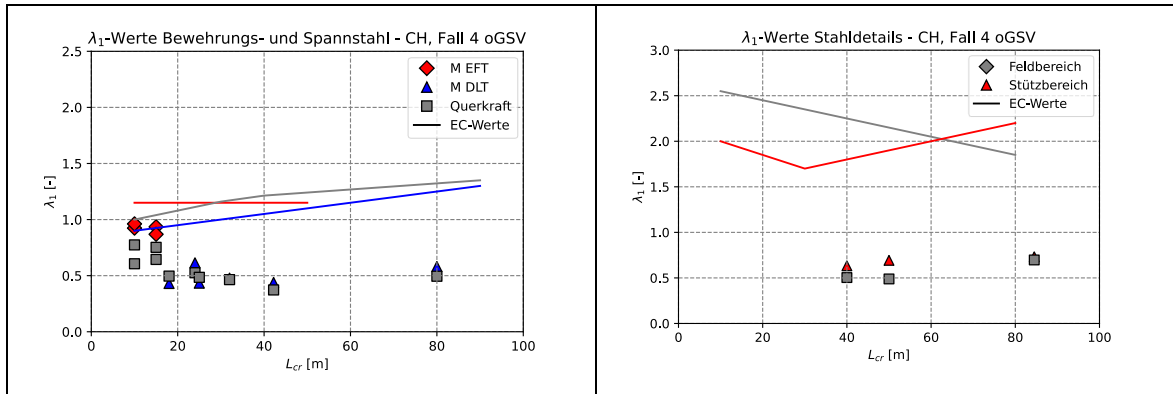 λ₁-Werte Bewehrungs- und Spannstahl - CH, Fall 4 oGSV
2.5
2.0
1.5
1.0
0.5
0.0
λ₁ [-]
M EFT
M DLT
Querkraft
EC-Werte
0 20 40 60 80 100
L_cr [m]
λ₁-Werte Stahldetails - CH, Fall 4 oGSV
3.0
2.5
2.0
1.5
1.0
0.5
0.0
λ₁ [-]
Feldbereich
Stützbereich
EC-Werte
0 20 40 60 80 100
L_cr [m]